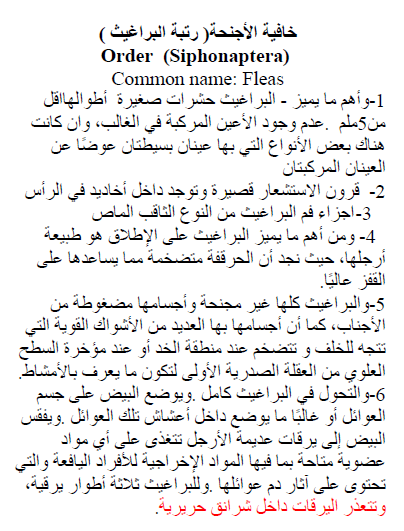 خافية الأجنحة( رتبة البراغيث )
Order (Siphonaptera)
Common name: Fleas
1-وأهم ما يميز - البراغيث حشرات صغيرة أطوالهااقل
من5ملم .عدم وجود الأعين المركبة في الغالب، وان كانت
هناك بعض الأنواع التي بها عينان بسيطتان عوضًا عن
العينان المركبتان
2- قرون الاستشعار قصيرة وتوجد داخل أخاديد في الرأس
3-اجزاء فم البراغيث من النوع الثاقب الماص
4- ومن أهم ما يميز البراغيث على الإطلاق هو طبيعة
أرجلها، حيث نجد أن الحرقفة متضخمة مما يساعدها على
القفز عاليًا.
5-والبراغيث كلها غير مجنحة وأجسامها مضغوطة من
الأجناب، كما أن أجسامها بها العديد من الأشواك القوية التي
تتجه للخلف و تتضخم عند منطقة الخد أو عند مؤخرة السطح
العلوي من العقلة الصدرية الأولى لتكون ما يعرف بالأمشاط.
6-والتحول في البراغيث كامل .ويوضع البيض على جسم
العوائل أو غالبًا ما يوضع داخل أعشاش تلك العوائل .ويفقس
البيض إلى يرقات عديمة الأرجل تتغذى على أي مواد
عضوية متاحة بما فيها المواد الإخراجية للأفراد اليافعة والتي
تحتوى على آثار دم عوائلها .وللبراغيث ثلاثة أطوار يرقية،
وتتعذر اليرقات داخل شرانق حريرية.